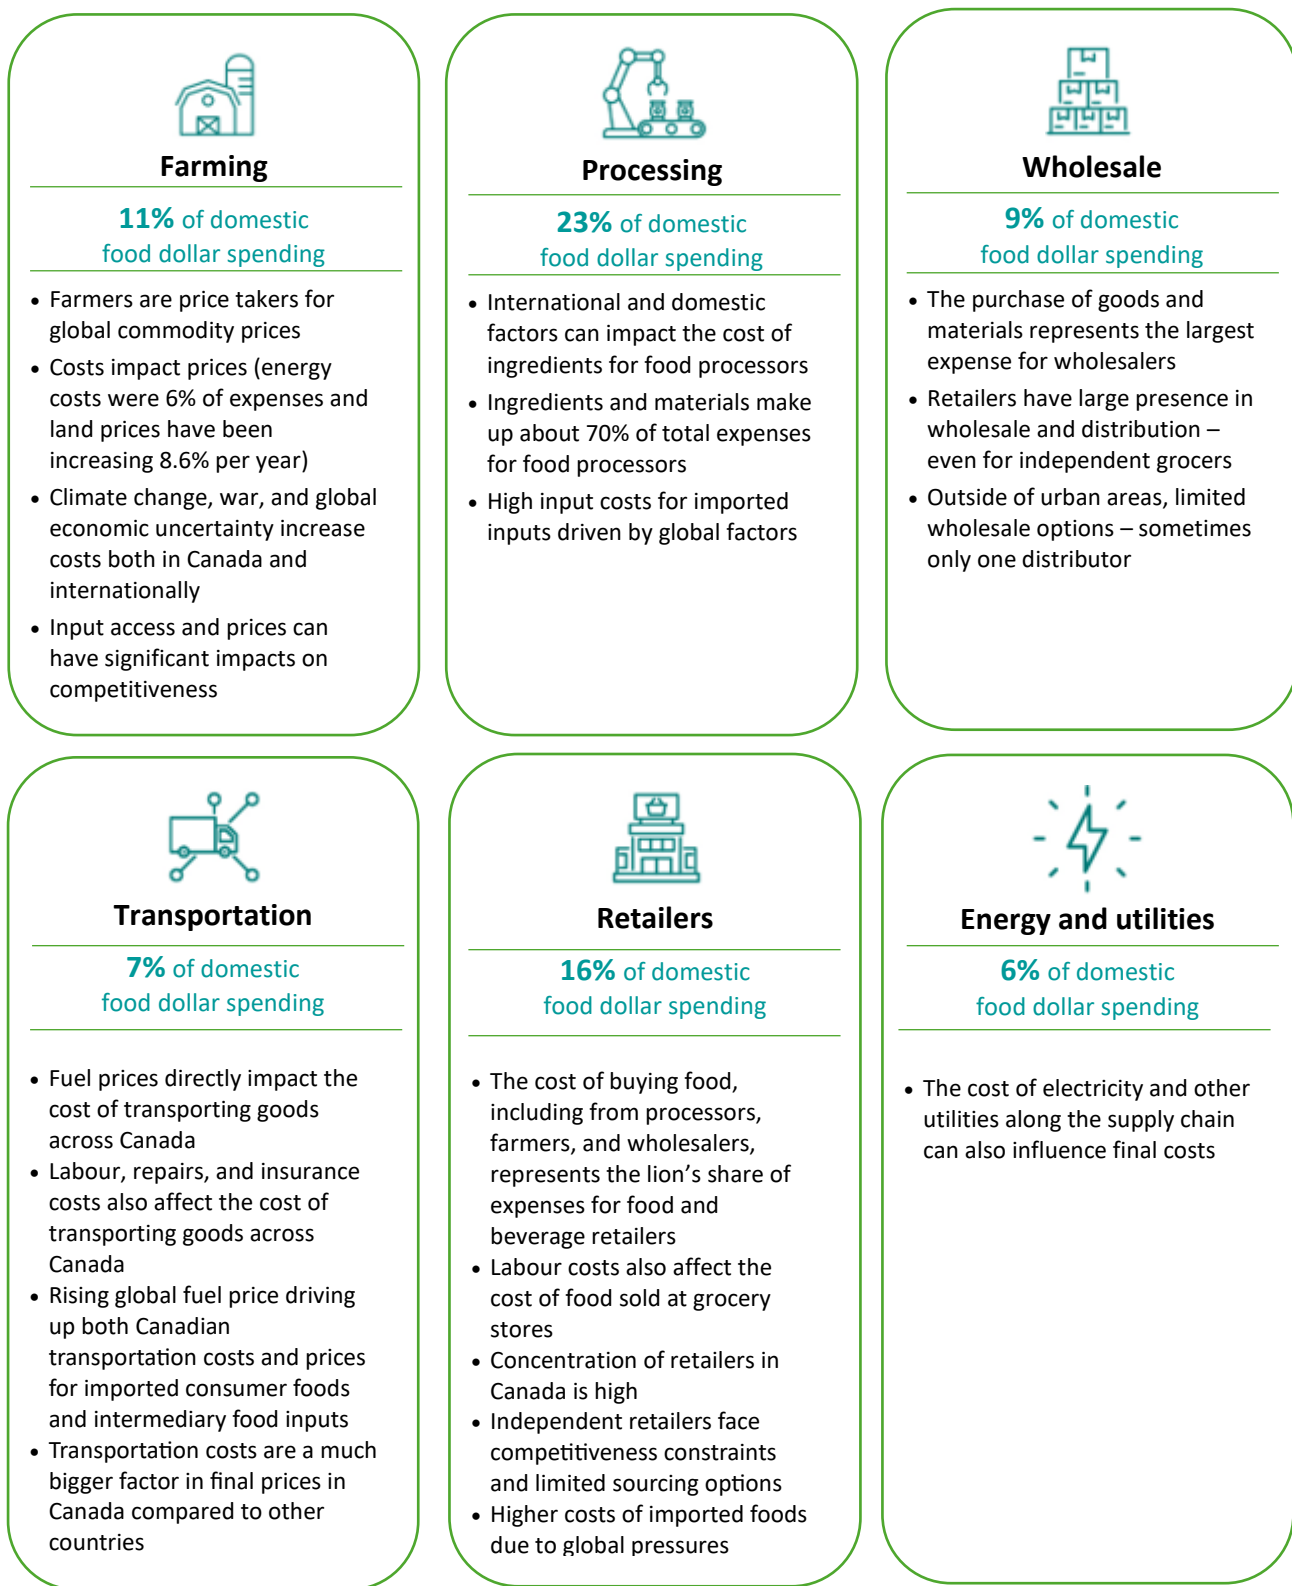 Farming
11% of domestic
food dollar spending
• Farmers are price takers for
global commodity prices
• Costs impact prices (energy
costs were 6% of expenses and
land prices have been
increasing 8.6% per year)
• Climate change, war, and global
economic uncertainty increase
costs both in Canada and
internationally
• Input access and prices can
have significant impacts on
competitiveness
Processing
23% of domestic
food dollar spending
• International and domestic
factors can impact the cost of
ingredients for food processors
• Ingredients and materials make
up about 70% of total expenses
for food processors
• High input costs for imported
inputs driven by global factors
Wholesale
9% of domestic
food dollar spending
• The purchase of goods and
materials represents the largest
expense for wholesalers
• Retailers have large presence in
wholesale and distribution –
even for independent grocers
• Outside of urban areas, limited
wholesale options – sometimes
only one distributor
Transportation
7% of domestic
food dollar spending
• Fuel prices directly impact the
cost of transporting goods
across Canada
• Labour, repairs, and insurance
costs also affect the cost of
transporting goods across
Canada
• Rising global fuel price driving
up both Canadian
transportation costs and prices
for imported consumer foods
and intermediary food inputs
• Transportation costs are a much
bigger factor in final prices in
Canada compared to other
countries
Retailers
16% of domestic
food dollar spending
• The cost of buying food,
including from processors,
farmers, and wholesalers,
represents the lion’s share of
expenses for food and
beverage retailers
• Labour costs also affect the
cost of food sold at grocery
stores
• Concentration of retailers in
Canada is high
• Independent retailers face
competitiveness constraints
and limited sourcing options
• Higher costs of imported foods
due to global pressures
Energy and utilities
6% of domestic
food dollar spending
• The cost of electricity and other
utilities along the supply chain
can also influence final costs